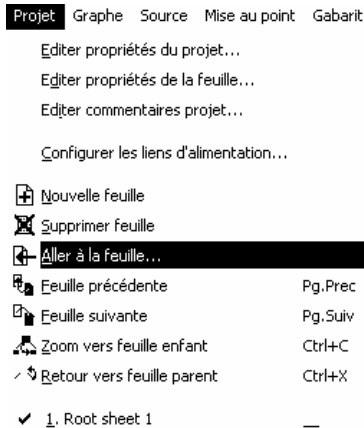 Projet Graphe Source Mise au point Gabarit
Editer propriétés du projet...
Editer propriétés de la feuille...
Editer commentaires projet...
Configurer les liens d'alimentation...
Nouvelle feuille
Supprimer feuille
Aller à la feuille...
Feuille précédente Pg.Prec
Feuille suivante Pg.Suiv
Zoom vers feuille enfant Ctrl+C
Retour vers feuille parent Ctrl+X
1. Root sheet 1 __